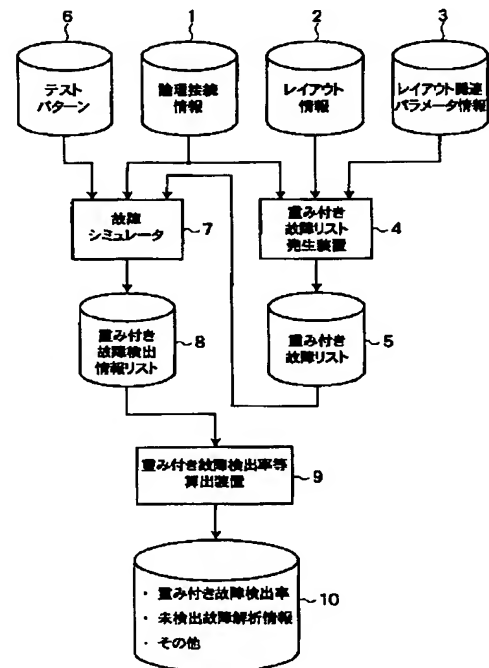 6
1
2
3
テスト
パターン
論理接続
情報
レイアウト
情報
レイアウト関連
パラメータ情報
故障
シミュレータ
7
重み付き
故障リスト
発生装置
4
重み付き
故障検出
情報リスト
8
重み付き
故障リスト
5
重み付き故障検出率等
算出装置
9
・ 重み付き故障検出率
・ 未検出故障解析情報
・ その他
10